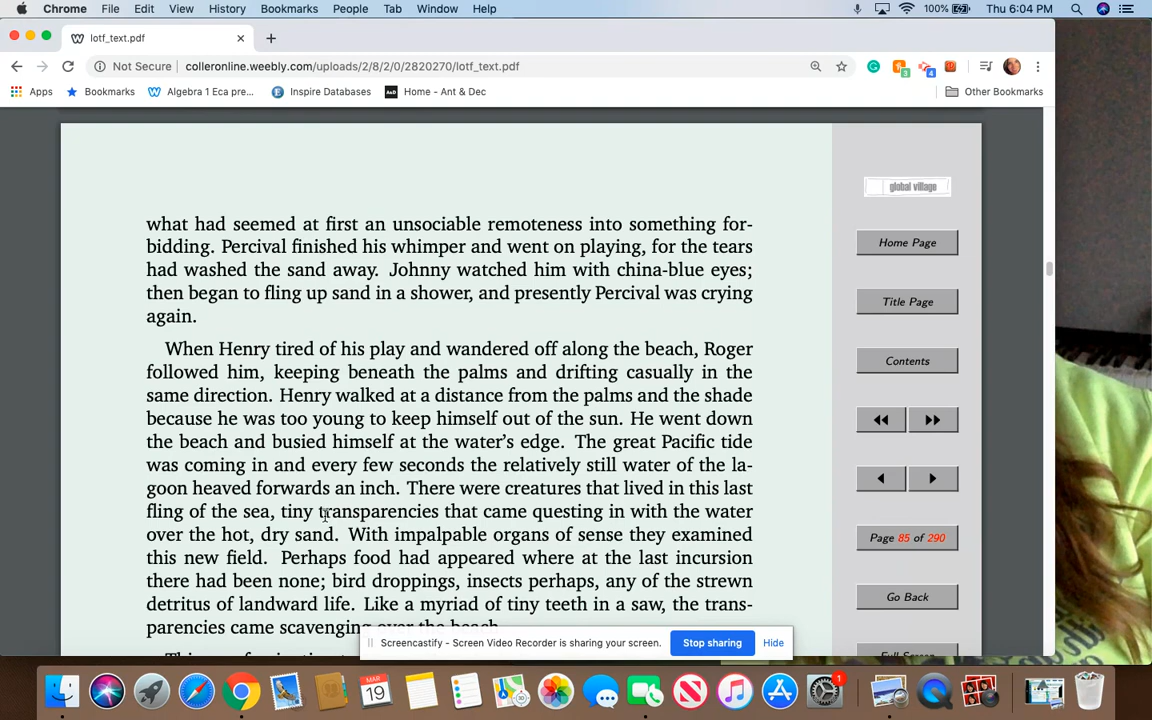 Chrome File Edit View History Bookmarks People Tab Window Help 100% Thu 6:04 PM
lotf_text.pdf
Not Secure colleronline.weebly.com/uploads/2/8/2/0/2820270/lotf_text.pdf
3 4
Apps Bookmarks Algebra 1 Eca pre... Inspire Databases Home - Ant & Dec Other Bookmarks
what had seemed at first an unsociable remoteness into something for-
bidding. Percival finished his whimper and went on playing, for the tears
had washed the sand away. Johnny watched him with china-blue eyes;
then began to fling up sand in a shower, and presently Percival was crying
again.
When Henry tired of his play and wandered off along the beach, Roger
followed him, keeping beneath the palms and drifting casually in the
same direction. Henry walked at a distance from the palms and the shade
because he was too young to keep himself out of the sun. He went down
the beach and busied himself at the water's edge. The great Pacific tide
was coming in and every few seconds the relatively still water of the la-
goon heaved forwards an inch. There were creatures that lived in this last
fling of the sea, tiny transparencies that came questing in with the water
over the hot, dry sand. With impalpable organs of sense they examined
this new field. Perhaps food had appeared where at the last incursion
there had been none; bird droppings, insects perhaps, any of the strewn
detritus of landward life. Like a myriad of tiny teeth in a saw, the trans-
parencies came scavenging over the beach.
global village
Home Page
Title Page
Contents
Page 85 of 290
Go Back
Full Screen
Screencastify - Screen Video Recorder is sharing your screen. Stop sharing Hide
MAR
19
1